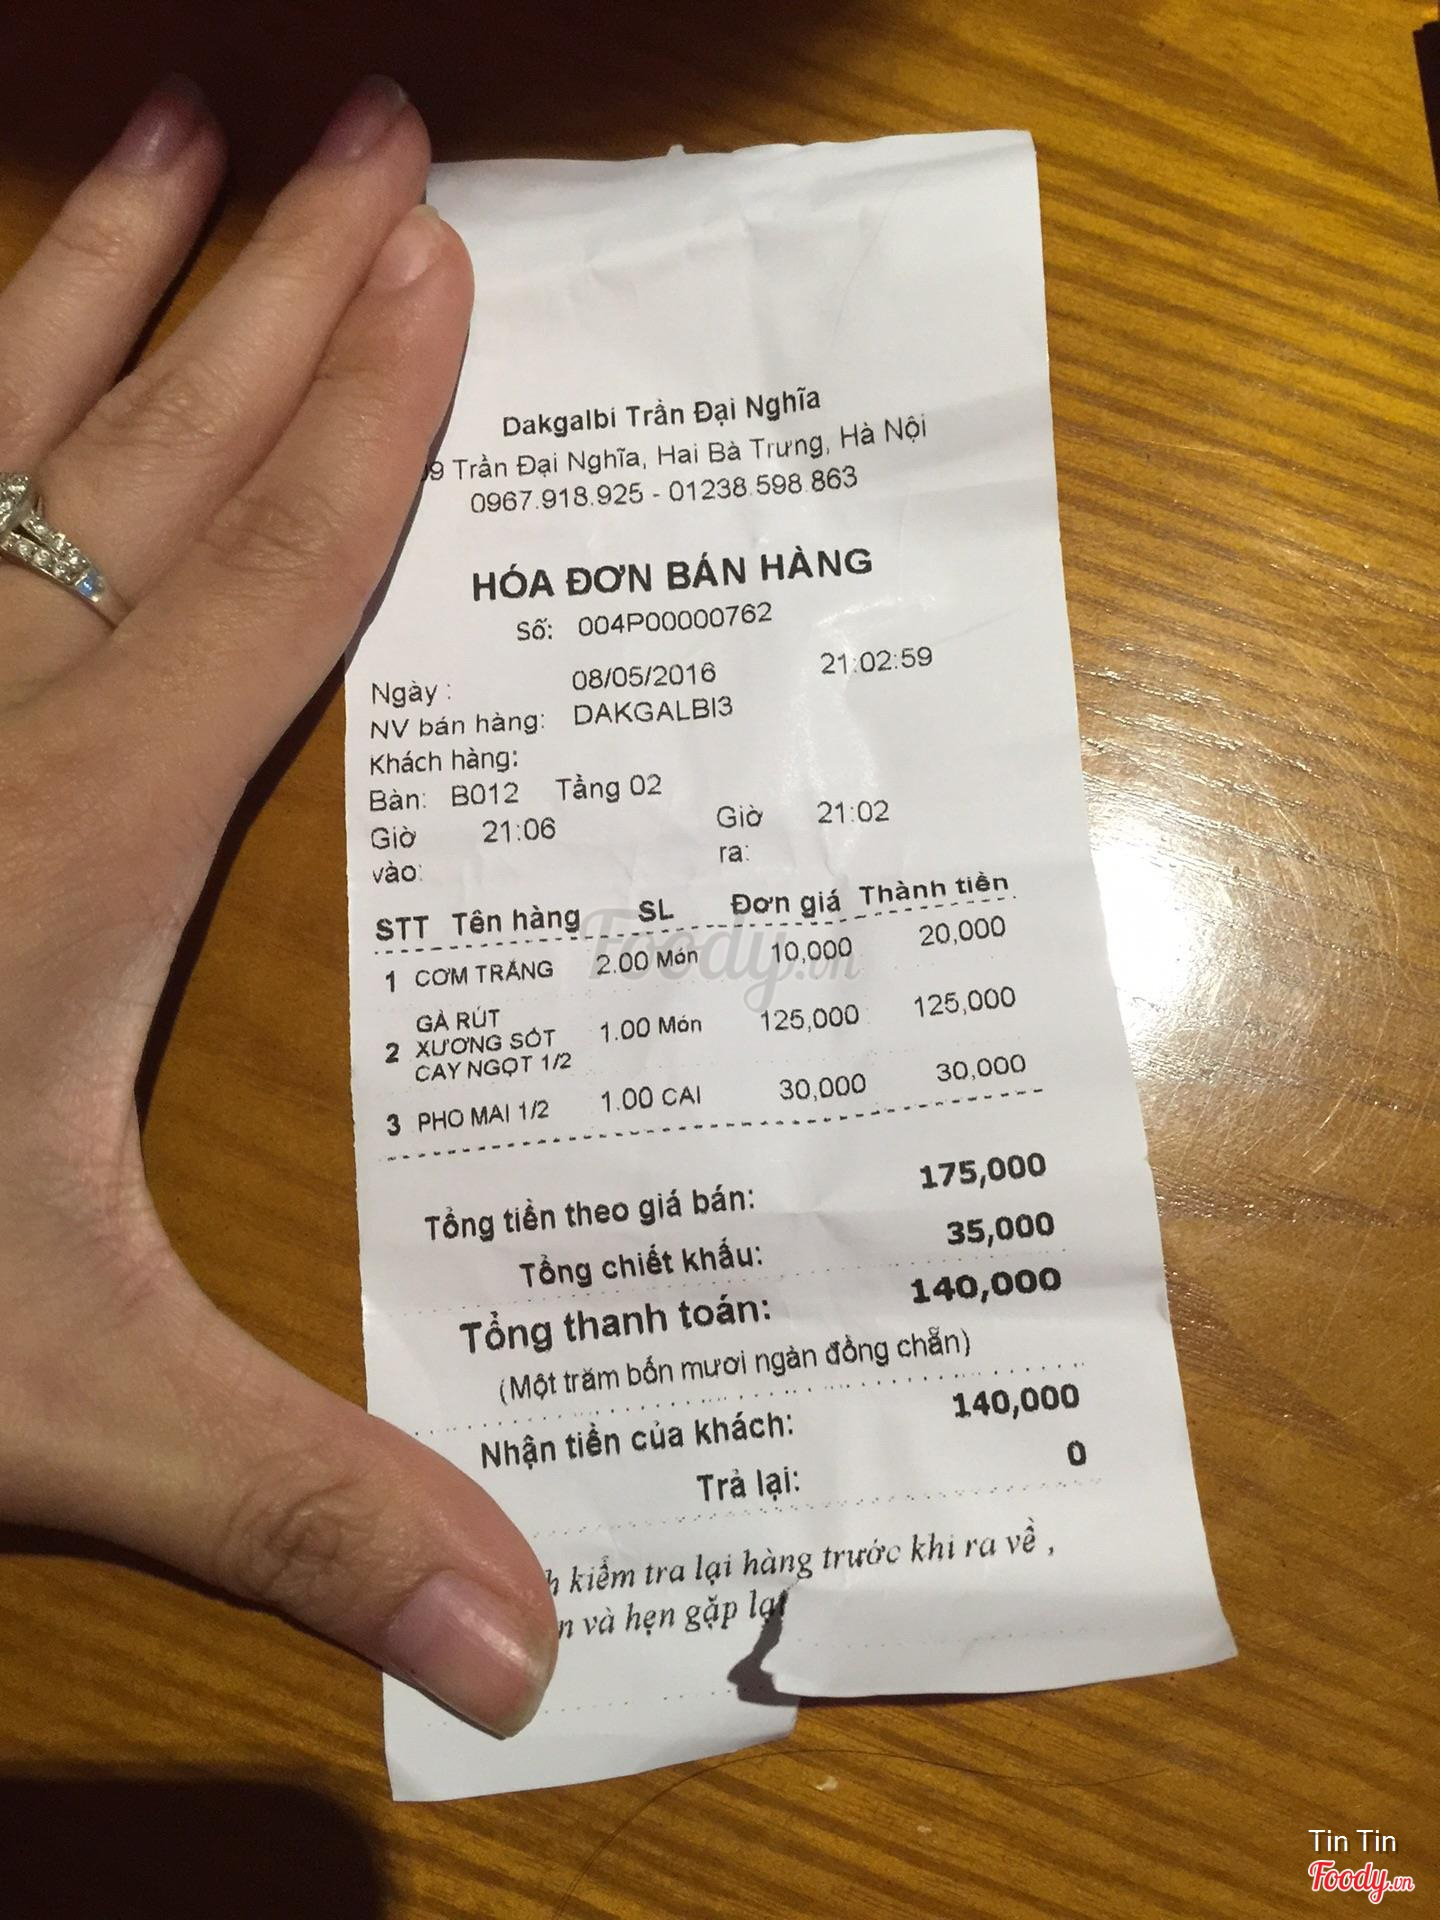 Dakgalbi Trần Đại Nghĩa
9 Trần Đại Nghĩa, Hai Bà Trưng, Hà Nội
0967.918.925 - 01238.598.863
HÓA ĐƠN BÁN HÀNG
Số: 004P00000762
Ngày : 08/05/2016 21:02:59
NV bán hàng: DAKGALBI3
Khách hàng:
Bàn: B012 Tầng 02
Giờ 21:06 Giờ 21:02
vào: ra:
STT Tên hàng SL Đơn giá Thành tiền
1 CƠM TRẮNG 2.00 Món 10,000 20,000
GÀ RÚT
2 XƯƠNG SỐT 1.00 Món 125,000 125,000
CAY NGỌT 1/2
3 PHO MAI 1/2 1.00 CAI 30,000 30,000
Tổng tiền theo giá bán: 175,000
Tổng chiết khấu: 35,000
Tổng thanh toán: 140,000
(Một trăm bốn mươi ngàn đồng chẵn)
Nhận tiền của khách: 140,000
Trả lại: 0
kiểm tra lại hàng trước khi ra về ,
và hẹn gặp lại
Foody.vn
Tin Tin
Foody.vn